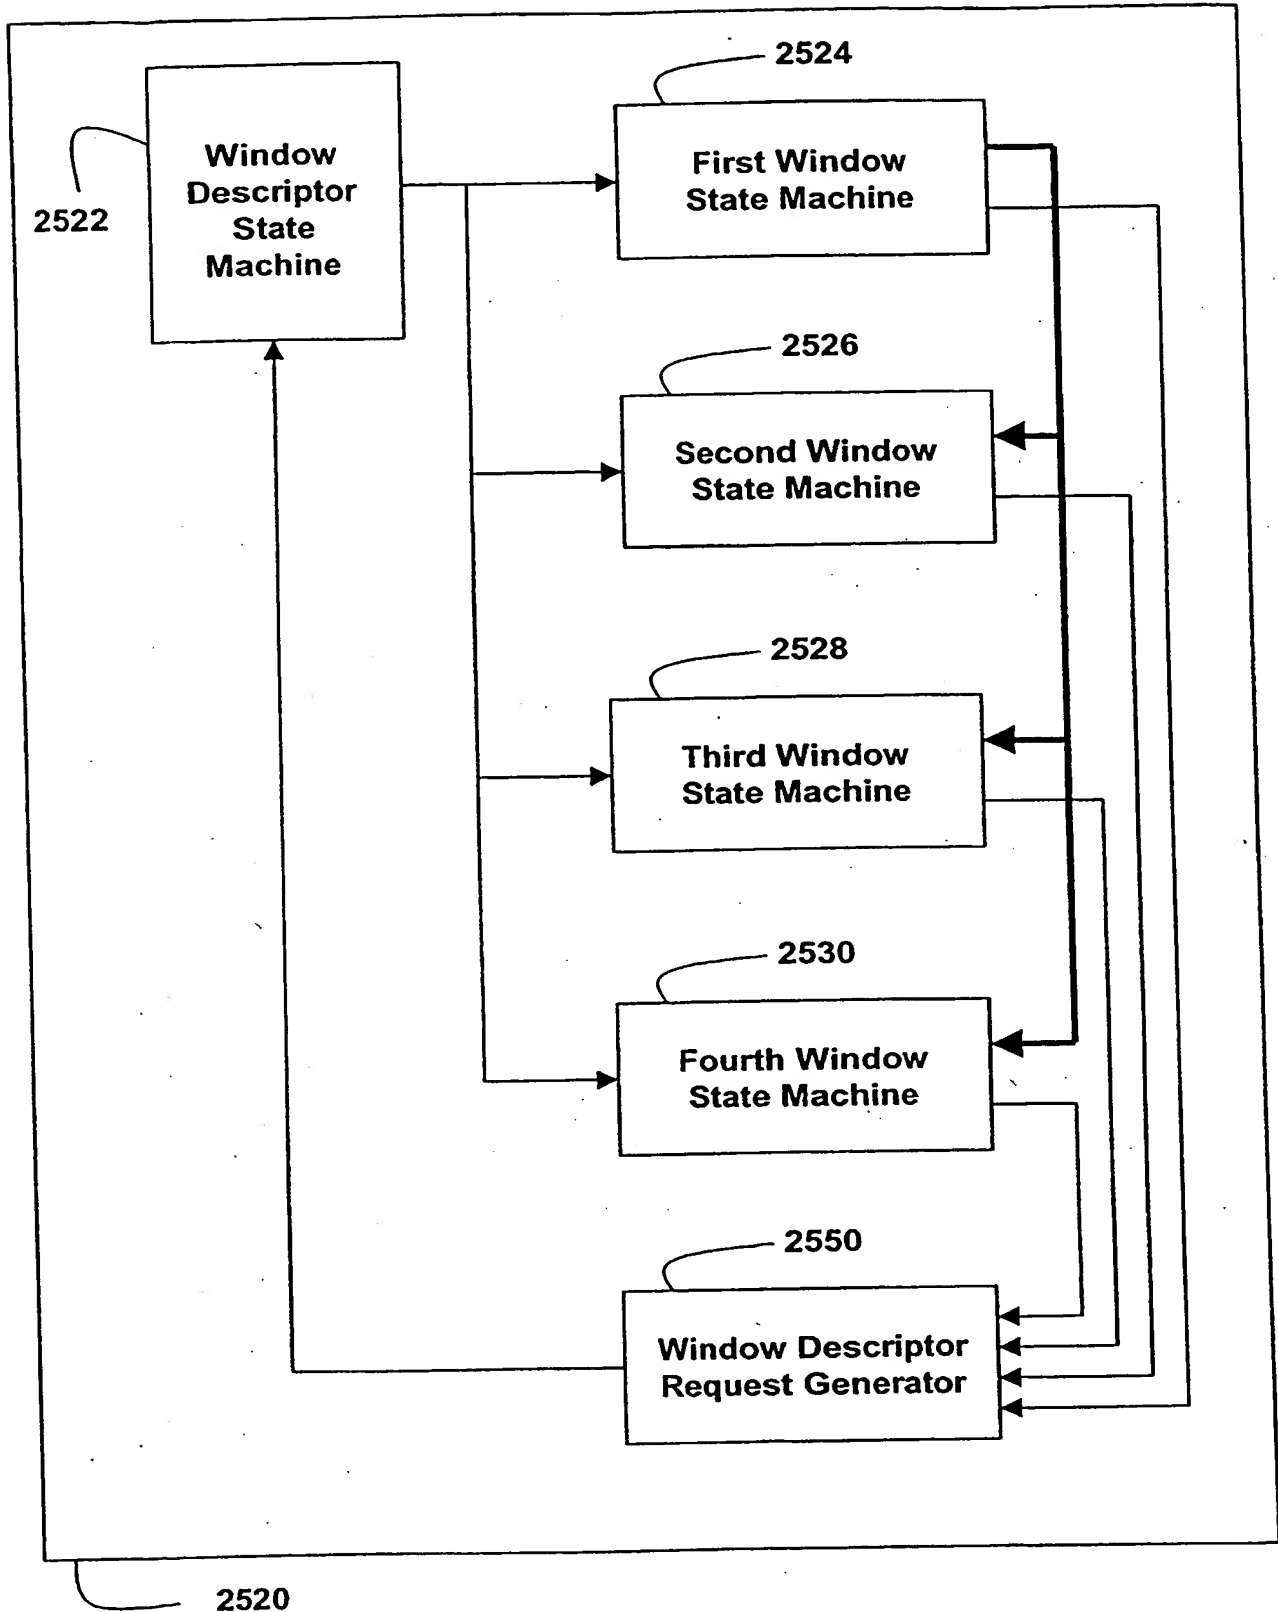 2524
Window
Descriptor
State
Machine
2522
First Window
State Machine
2526
Second Window
State Machine
2528
Third Window
State Machine
2530
Fourth Window
State Machine
2550
Window Descriptor
Request Generator
2520